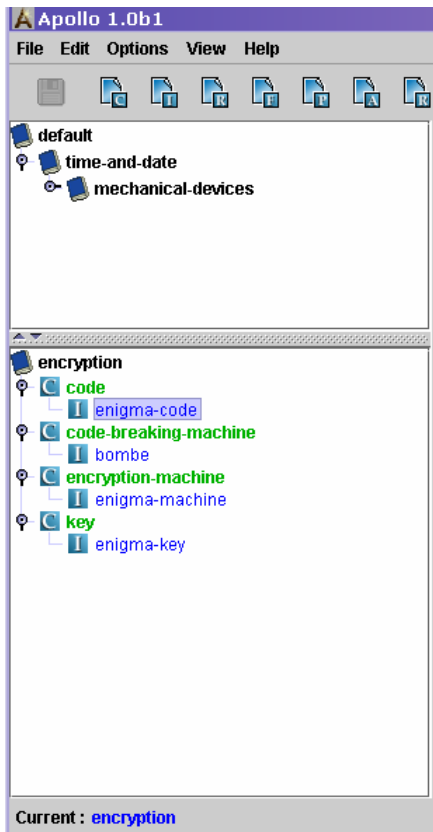 Apollo 1.0b1
File Edit Options View Help
C I R F P A R
default
time-and-date
mechanical-devices
encryption
C code
I enigma-code
C code-breaking-machine
I bombe
C encryption-machine
I enigma-machine
C key
I enigma-key
Current : encryption